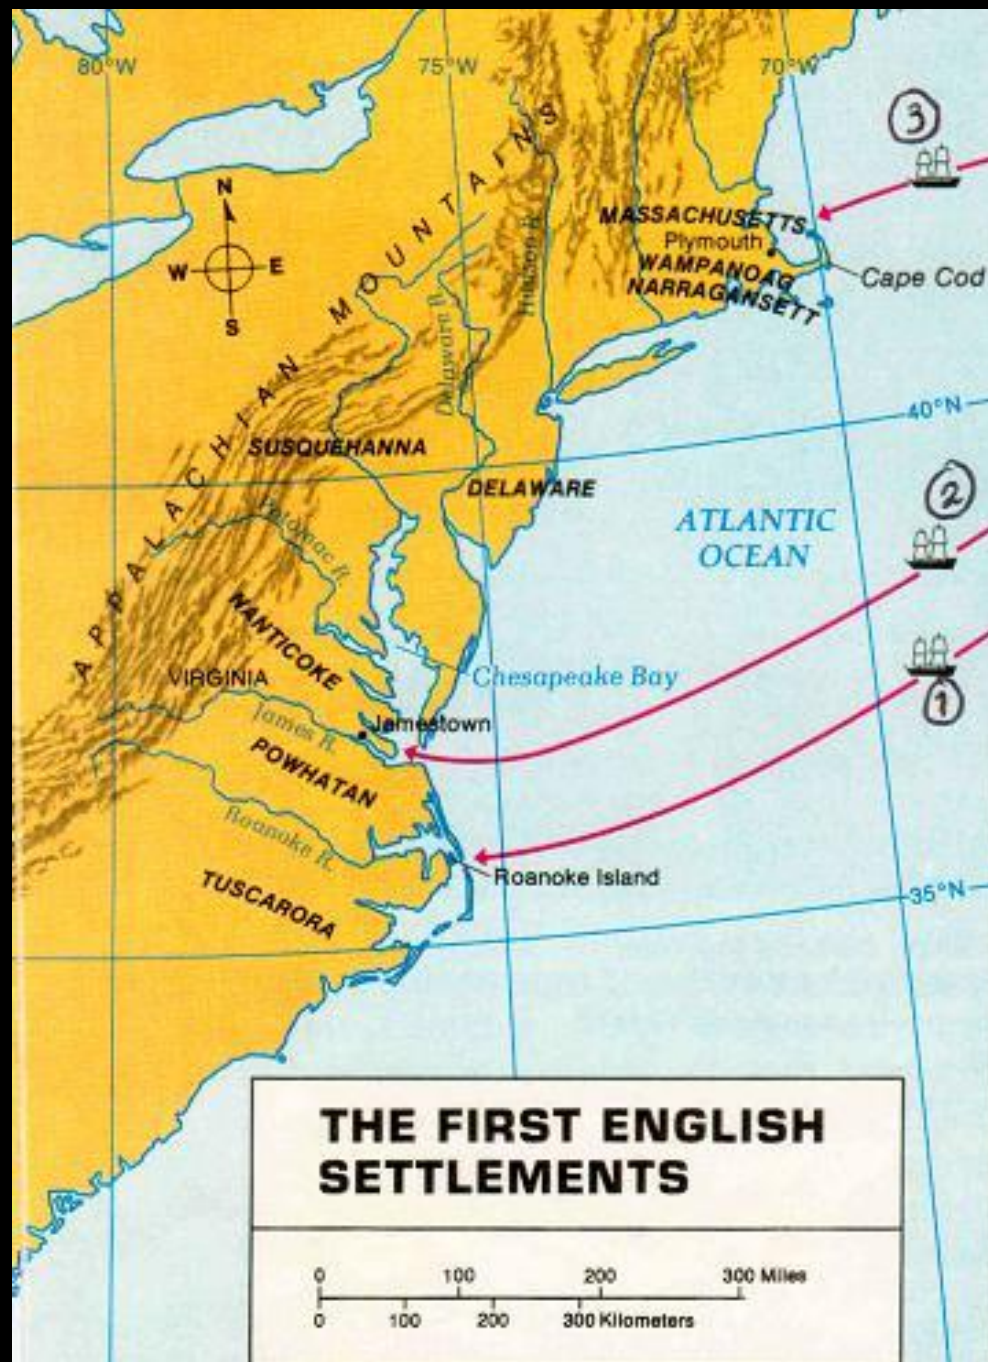 80°W
75°W
70°W
③
N
W
E
S
APPALACHIAN MOUNTAINS
Hudson R.
Delaware R.
MASSACHUSETTS
Plymouth
WAMPANOAG
NARRAGANSETT
Cape Cod
40°N
SUSQUEHANNA
DELAWARE
②
ATLANTIC
OCEAN
Potomac R.
NANTICOKE
VIRGINIA
Chesapeake Bay
①
James R.
Jamestown
POWHATAN
Roanoke R.
Roanoke Island
TUSCARORA
35°N
THE FIRST ENGLISH
SETTLEMENTS
0 100 200 300 Miles
0 100 200 300 Kilometers